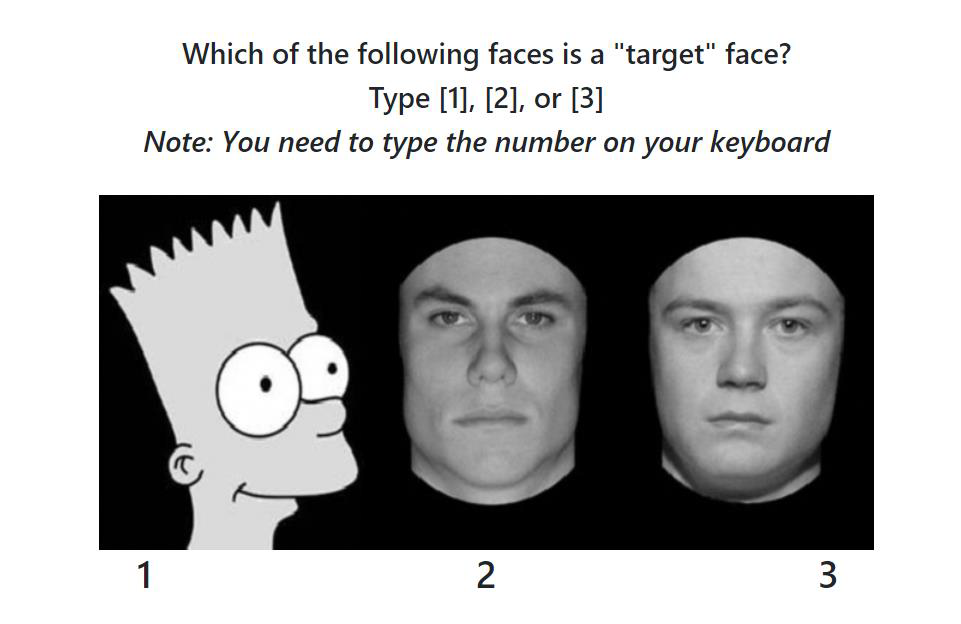 Which of the following faces is a "target" face?
Type [1], [2], or [3]
Note: You need to type the number on your keyboard
1 2 3